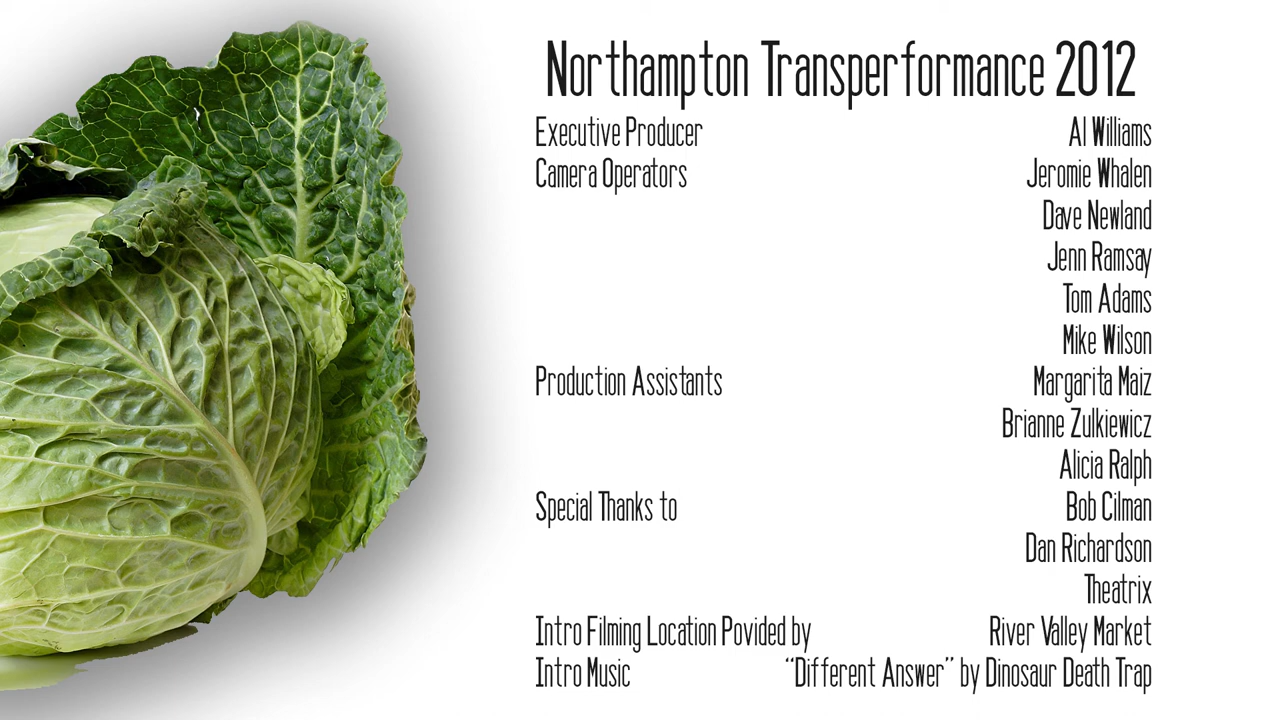 Northampton Transperformance 2012
Executive Producer Al Williams
Camera Operators Jeromie Whalen
Dave Newland
Jenn Ramsay
Tom Adams
Mike Wilson
Production Assistants Margarita Maiz
Brianne Zulkiewicz
Alicia Ralph
Special Thanks to Bob Cilman
Dan Richardson
Theatrix
Intro Filming Location Povided by River Valley Market
Intro Music “Different Answer” by Dinosaur Death Trap